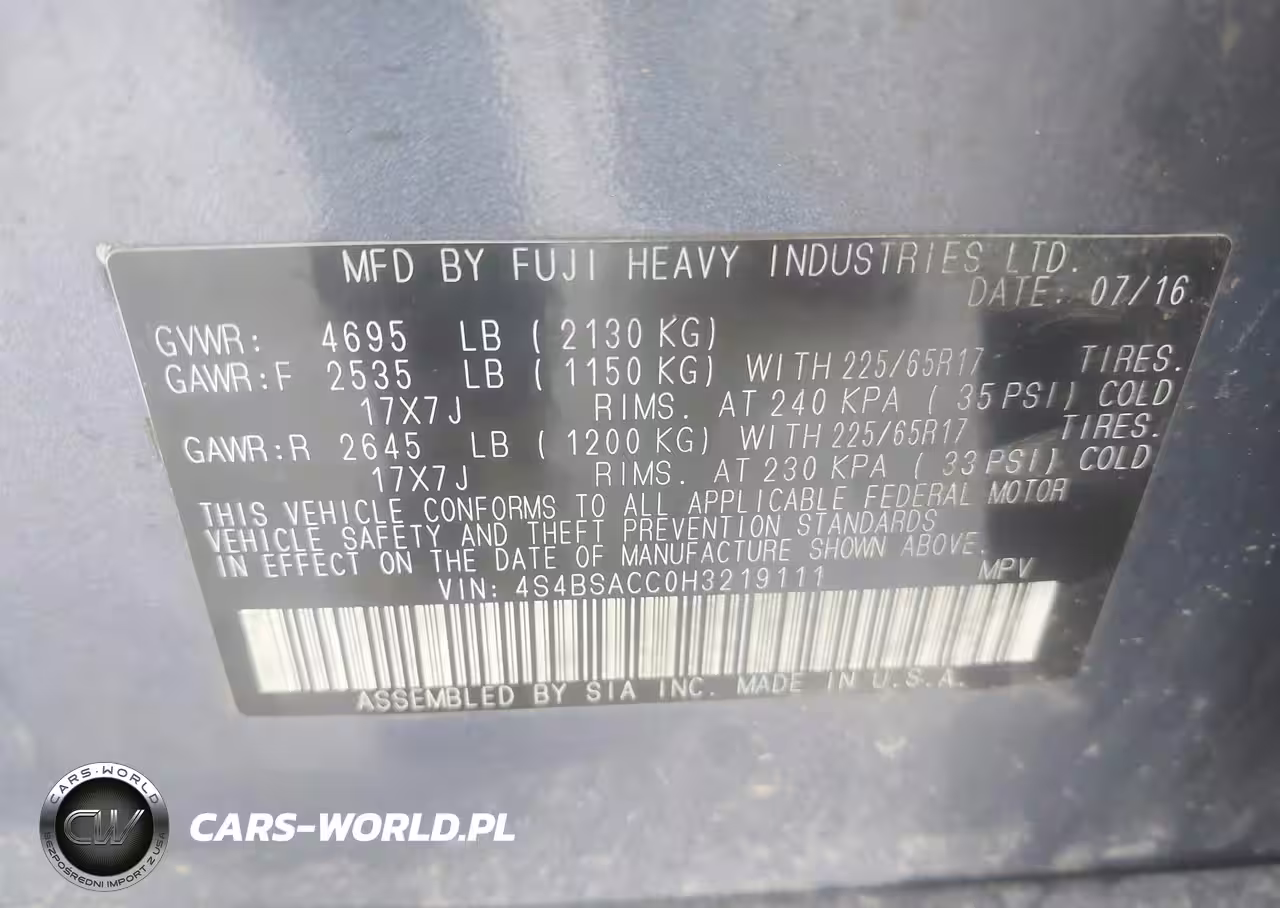 MFD BY FUJI HEAVY INDUSTRIES LTD.
DATE: 07/16
GVWR: 4695 LB ( 2130 KG)
GAWR:F 2535 LB ( 1150 KG) WITH 225/65R17 TIRES.
17X7J RIMS. AT 240 KPA ( 35 PSI) COLD
GAWR:R 2645 LB ( 1200 KG) WITH 225/65R17 TIRES.
17X7J RIMS. AT 230 KPA ( 33 PSI) COLD
THIS VEHICLE CONFORMS TO ALL APPLICABLE FEDERAL MOTOR
VEHICLE SAFETY AND THEFT PREVENTION STANDARDS
IN EFFECT ON THE DATE OF MANUFACTURE SHOWN ABOVE.
VIN: 4S4BSACC0H3219111 MPV
ASSEMBLED BY SIA INC. MADE IN U.S.A.
CARS-WORLD
CW
BEZPOŚREDNI IMPORT Z USA
CARS-WORLD.PL